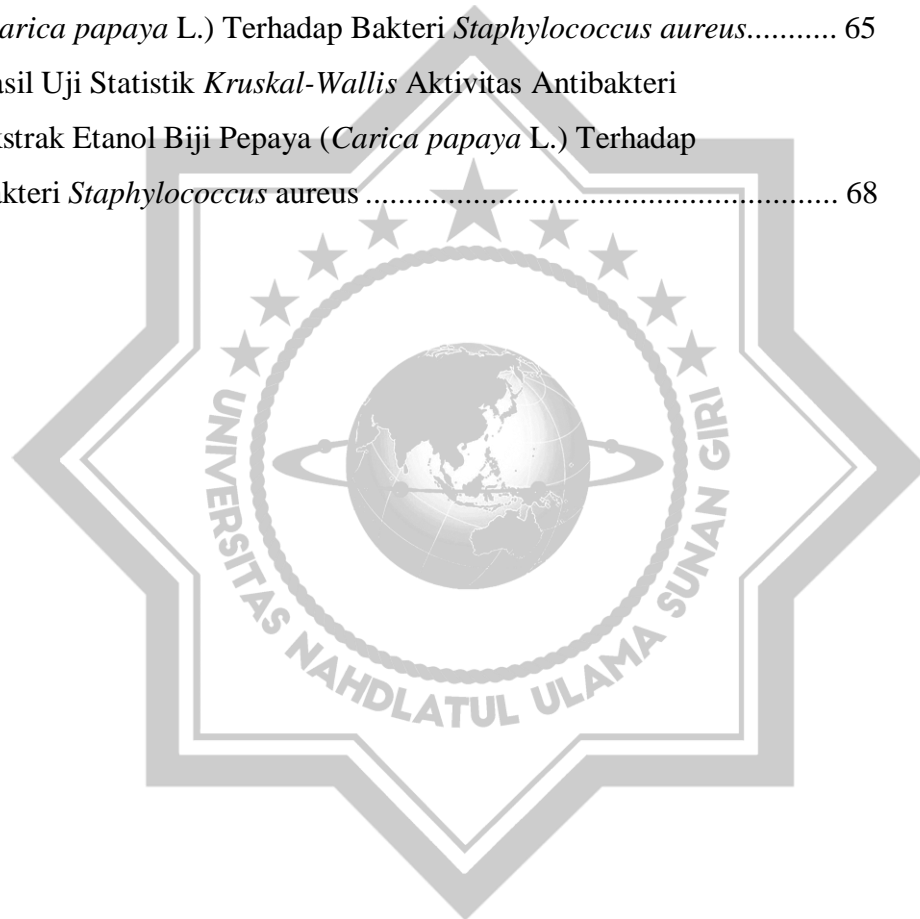 arica papaya L.) Terhadap Bakteri Staphylococcus aureus........... 65
asil Uji Statistik Kruskal-Wallis Aktivitas Antibakteri
kstrak Etanol Biji Pepaya (Carica papaya L.) Terhadap
akteri Staphylococcus aureus ................................................................ 68
UNIVERSITAS NAHDLATUL ULAMA SUNAN GIRI